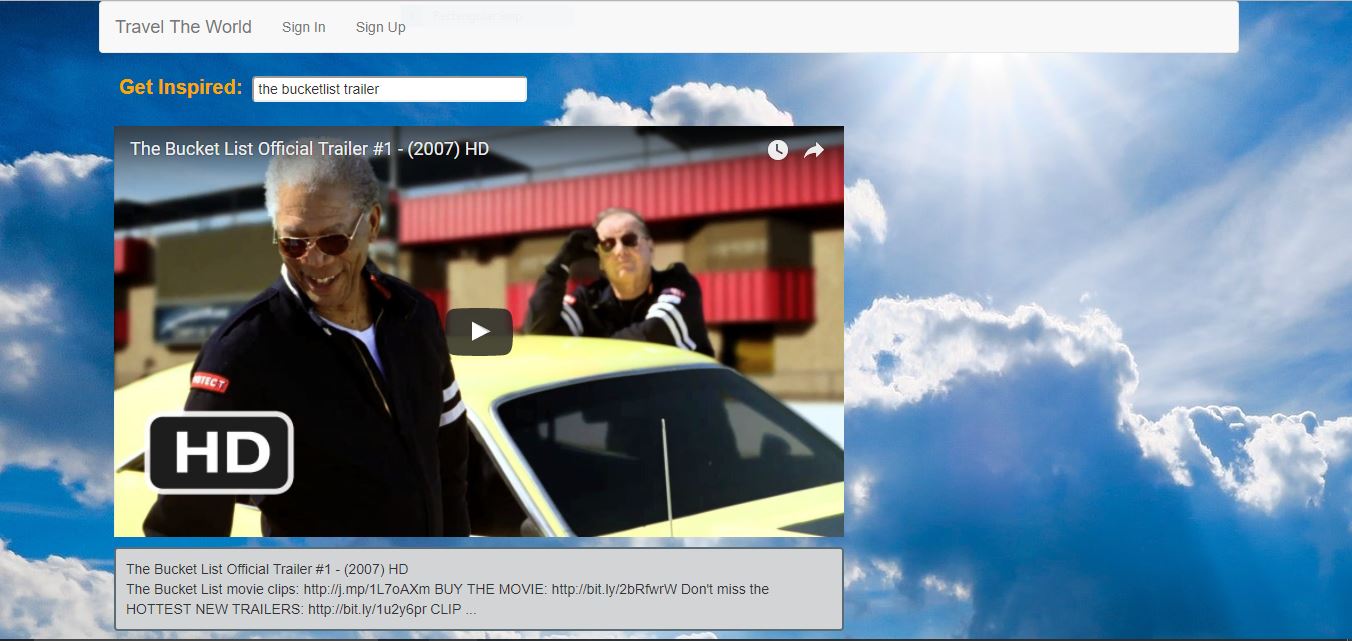 Travel The World Sign In Sign Up
Get Inspired: the bucketlist trailer
The Bucket List Official Trailer #1 - (2007) HD
HD
The Bucket List Official Trailer #1 - (2007) HD
The Bucket List movie clips: http://j.mp/1L7oAXm BUY THE MOVIE: http://bit.ly/2bRfwrW Don't miss the
HOTTEST NEW TRAILERS: http://bit.ly/1u2y6pr CLIP ...